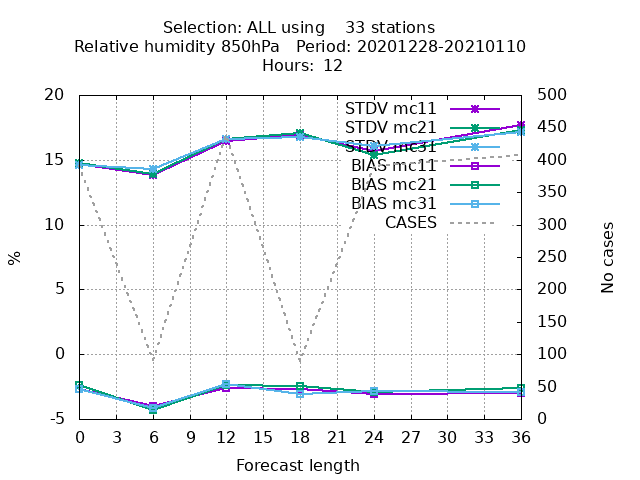 Selection: ALL using    33 stations
Relative humidity 850hPa   Period: 20201228-20210110
Hours:  12
20
15
10
5
0
-5
%
STDV mc11
STDV mc21
STDV mc31
BIAS mc11
BIAS mc21
BIAS mc31
CASES
500
450
400
350
300
250
200
150
100
50
0
No cases
0 3 6 9 12 15 18 21 24 27 30 33 36
Forecast length